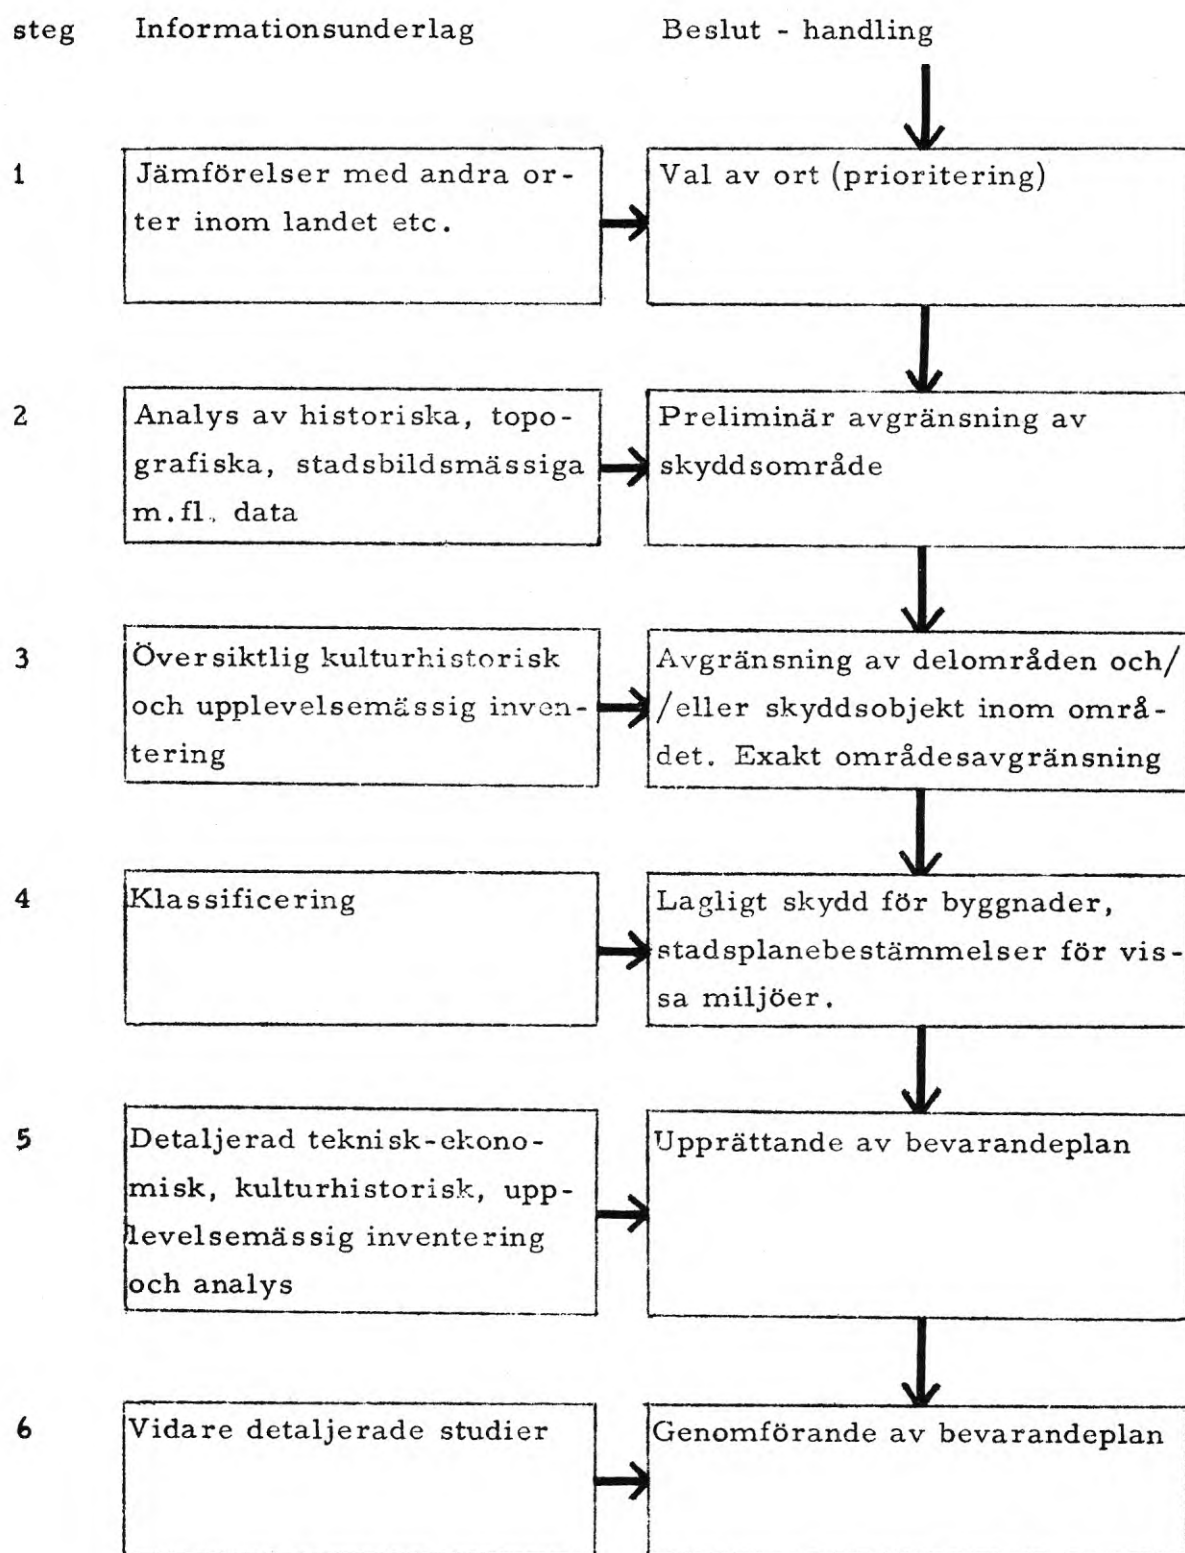 steg Informationsunderlag Beslut - handling
1
Jämförelser med andra or-
ter inom landet etc.
Val av ort (prioritering)
2
Analys av historiska, topo-
grafiska, stadsbildsmässiga
m.fl. data
Preliminär avgränsning av
skyddsområde
3
Översiktlig kulturhistorisk
och upplevelsemässig inven-
tering
Avgränsning av delområden och/
/eller skyddsobjekt inom områ-
det. Exakt områdesavgränsning
4
Klassificering
Lagligt skydd för byggnader,
stadsplanebestämmelser för vis-
sa miljöer.
5
Detaljerad teknisk-ekono-
misk, kulturhistorisk, upp-
levelsemässig inventering
och analys
Upprättande av bevarandeplan
6
Vidare detaljerade studier
Genomförande av bevarandeplan